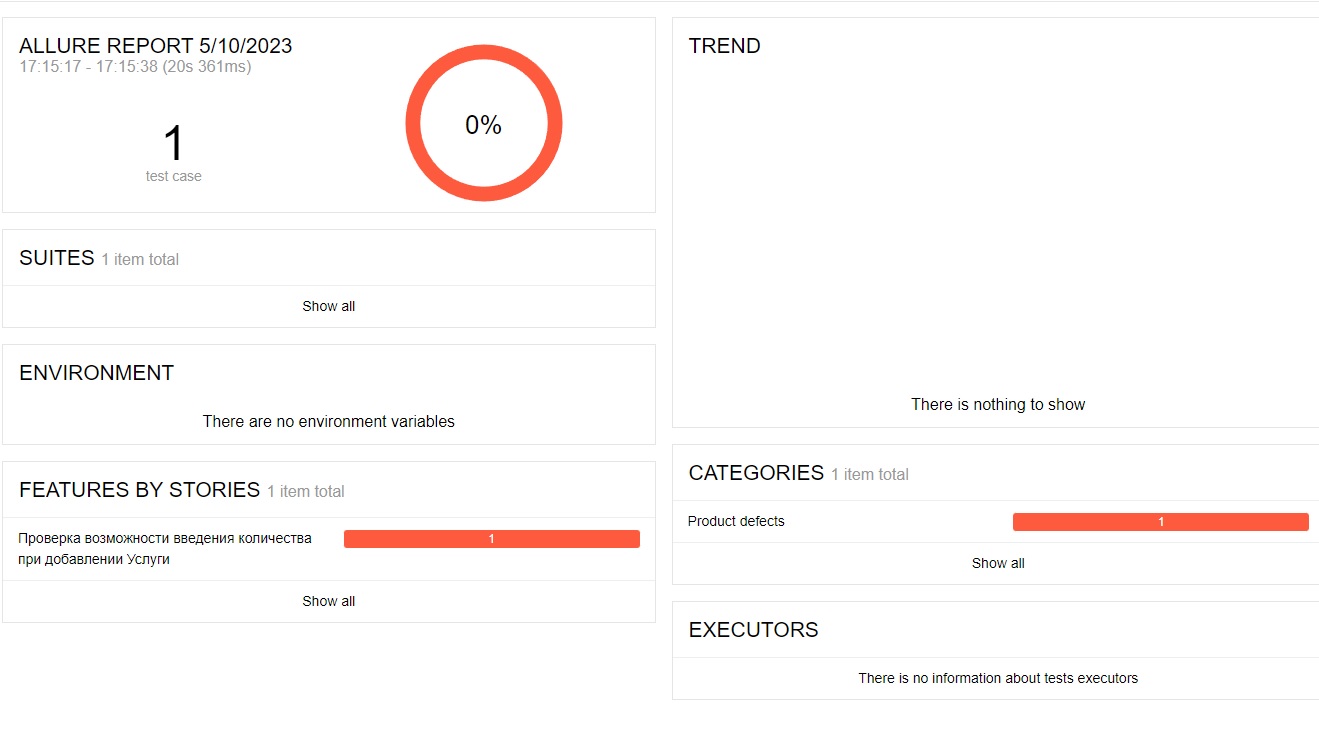 ALLURE REPORT 5/10/2023
17:15:17 - 17:15:38 (20s 361ms)
1
test case
0%
SUITES 1 item total
Show all
ENVIRONMENT
There are no environment variables
FEATURES BY STORIES 1 item total
Проверка возможности введения количества
при добавлении Услуги
1
Show all
TREND
There is nothing to show
CATEGORIES 1 item total
Product defects
1
Show all
EXECUTORS
There is no information about tests executors